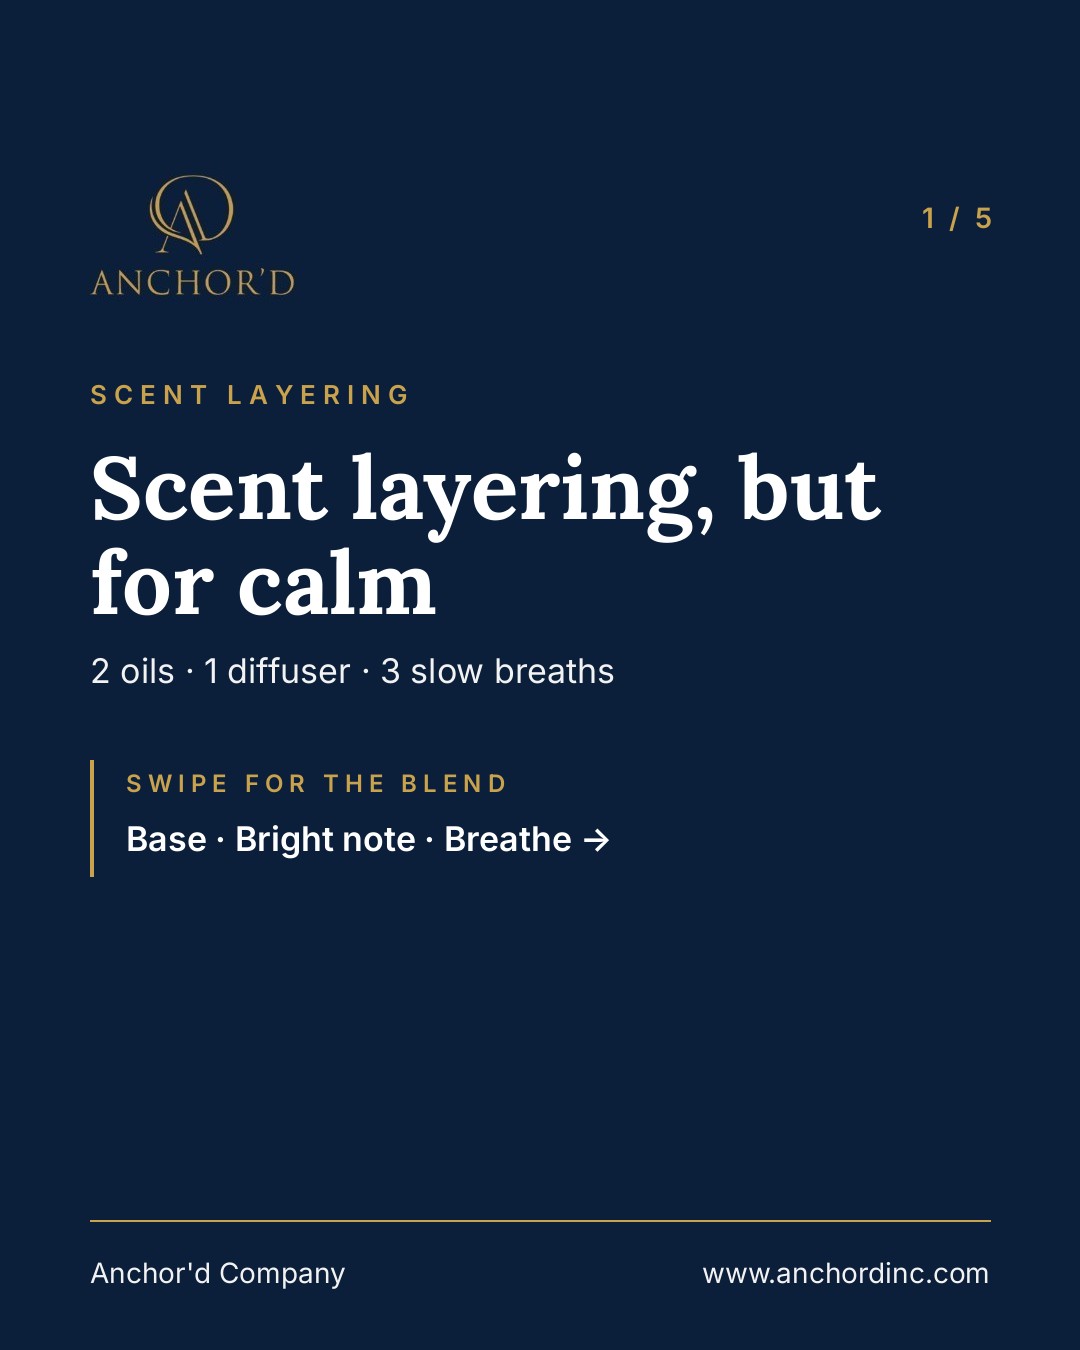 ANCHOR’D
1 / 5
SCENT LAYERING
Scent layering, but
for calm
2 oils · 1 diffuser · 3 slow breaths
SWIPE FOR THE BLEND
Base · Bright note · Breathe →
Anchor'd Company
www.anchordinc.com